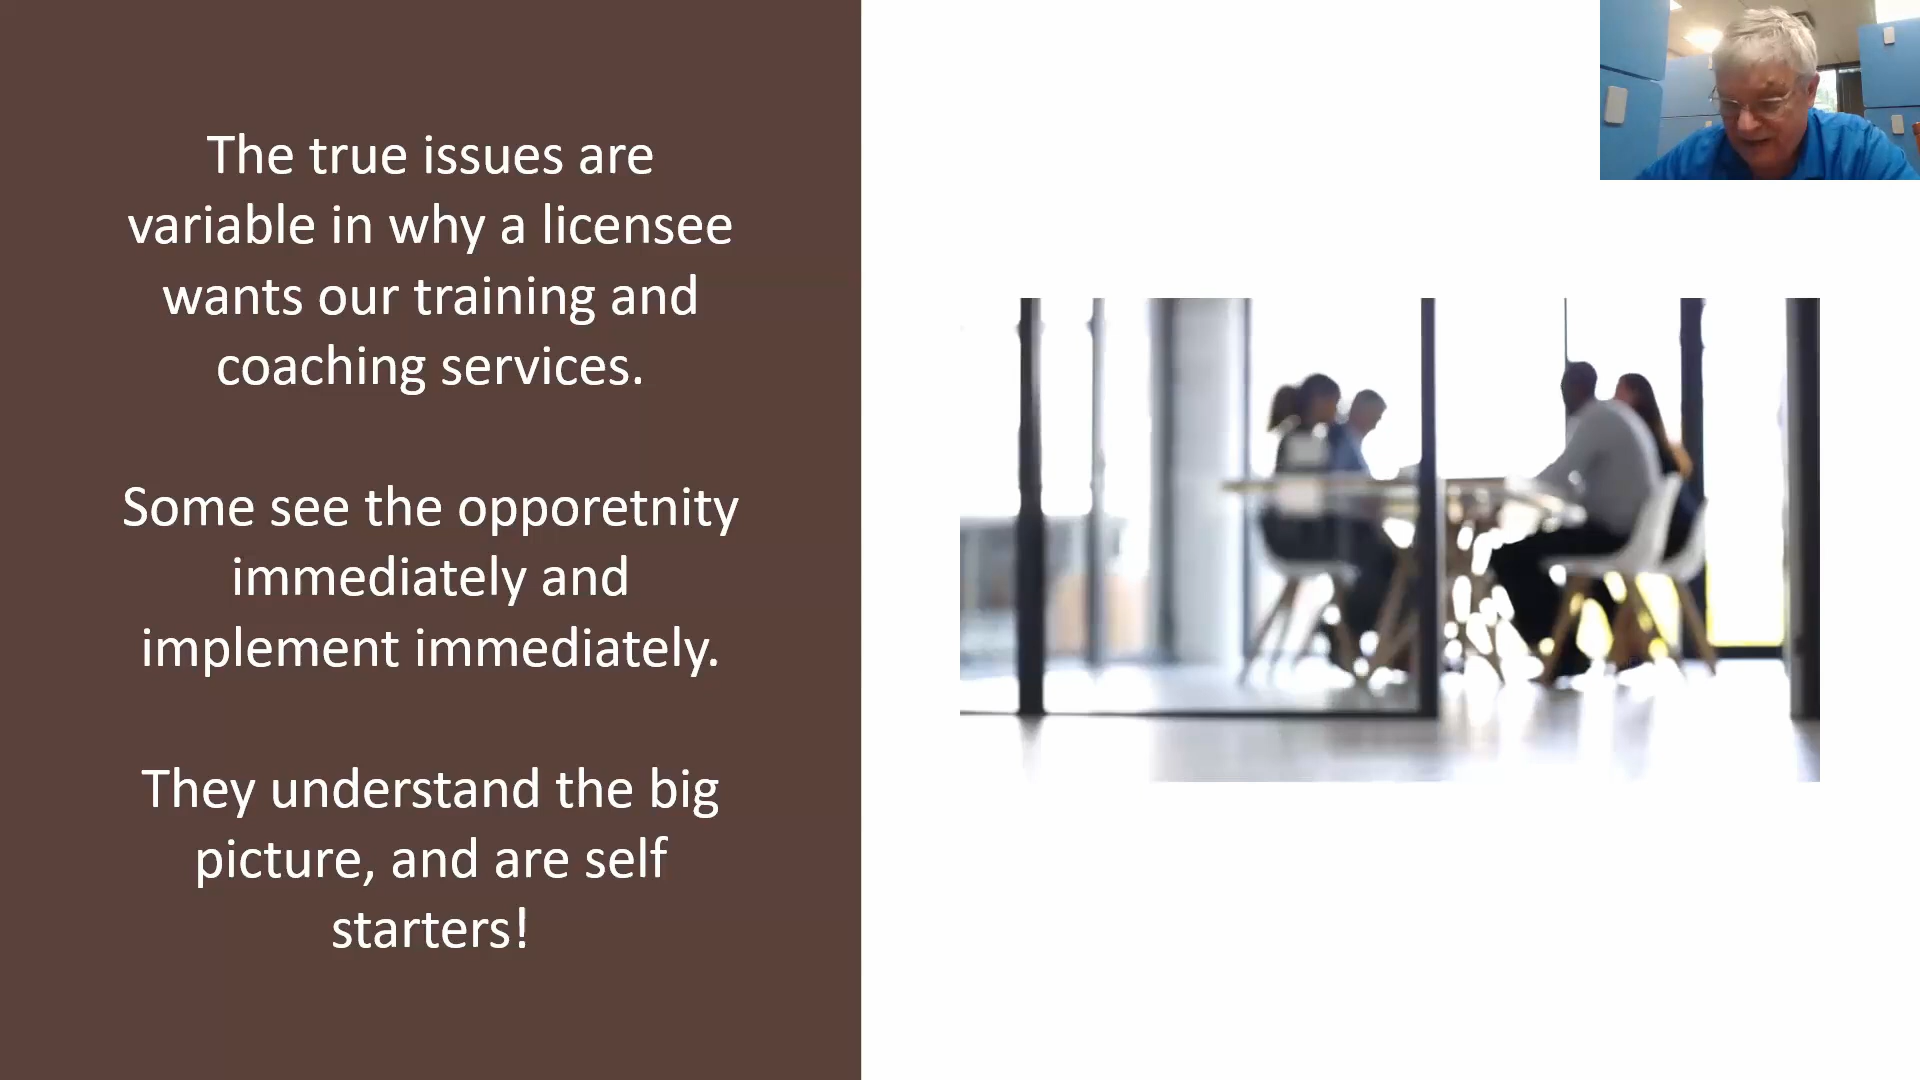 The true issues are
variable in why a licensee
wants our training and
coaching services.
Some see the opporetnity
immediately and
implement immediately.
They understand the big
picture, and are self
starters!